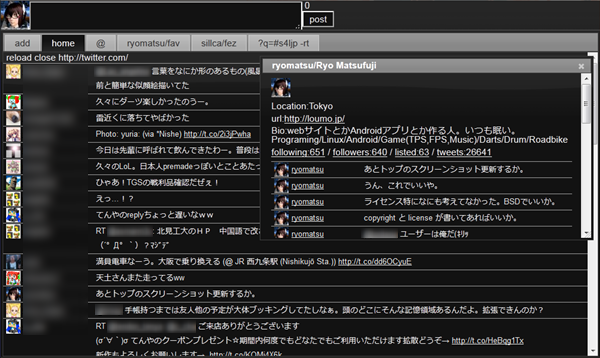 0
post
add home @ ryomatsu/fav sillca/fez ?q=#s4ljp -rt
reload close http://twitter.com/
言葉をなにか形のあるもの(風
前と簡単な似顔絵描いてた
久々にダーツ楽しかったのうー。
雷近くに落ちてやばたた
Photo: yuria: (via *Nishe) http://t.co/2i3jPwha
今日は先輩に呼ばれて飲んできたわー。普段は
久々のLoL。日本人premadeっぽいとことあたっ
ひゃあ！TGSの戦利品確認だぜぇ！
えっ…！？
てんやのreplyちょっと違いなｗｗ
RT 北見工大のＨＰ 中国語で改
満員電車なーう。大阪で乗り換える (@ JR 西九条駅 (Nishikujō Sta.)) http://t.co/dd6OCyuE
天土さんまた走ってるww
あとトップのスクリーンショット更新するか。
手帳持つまでは友人他の予定が大体ブッキングしてたしなぁ。頭のどこにそんな記憶領域あるんだよ。拡張できんのか？
RT ご来店ありがとうございます
てんやのクーポンプレゼント☆期間内何度でもどなたでもご利用いただけます拡散どうぞ→ http://t.co/HeBqg1Tx
新作もよろしくお願いします→ http://t.co/KOMj4X6k
ryomatsu/Ryo Matsufuji
Location:Tokyo
url:http://loumo.jp/
Bio:webサイトとかAndroidアプリとか作る人。いつも眠い。
Programing/Linux/Android/Game(TPS,FPS,Music)/Darts/Drum/Roadbike
following:651 / followers:640 / listed:63 / tweets:26641
ryomatsu あとトップのスクリーンショット更新するか。
ryomatsu うん、これでいいや。
ryomatsu ライセンス特になにも考えてなかった。BSDでいいか。
ryomatsu copyright と license が書いてあればいいか。
ryomatsu ユーザーは俺だｷﾘｯ